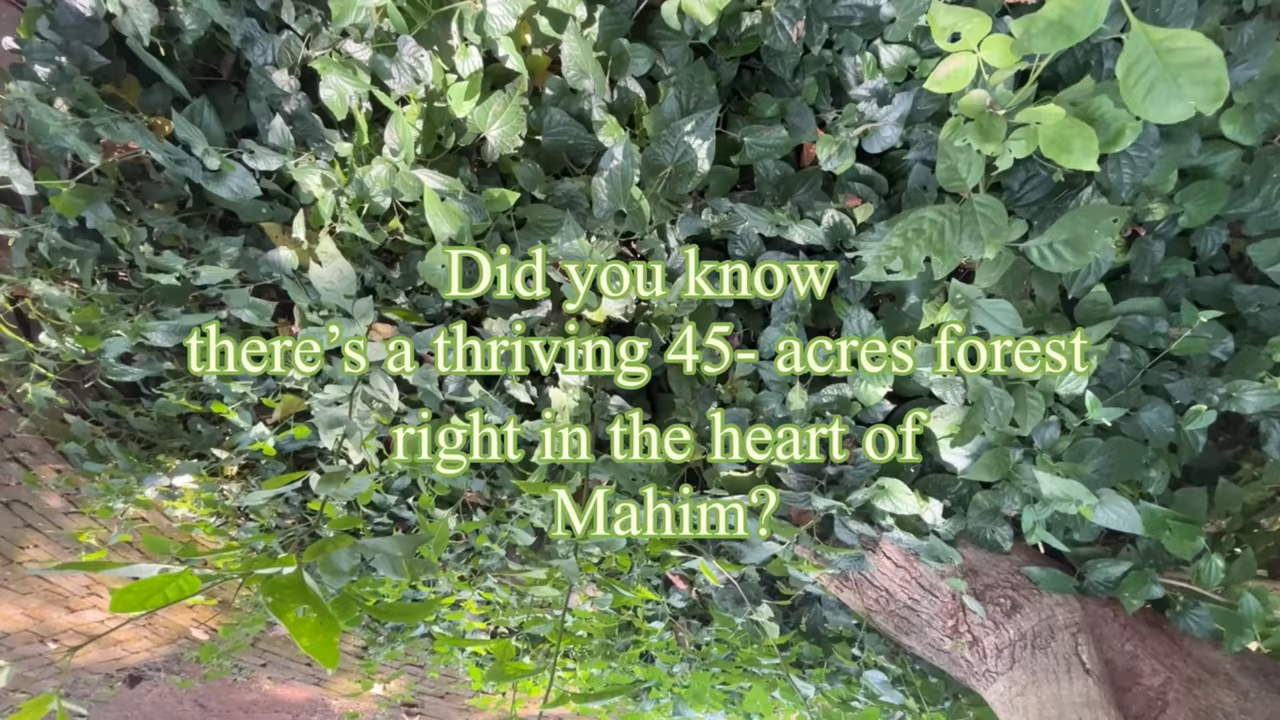 Did you know
there’s a thriving 45- acres forest
right in the heart of
Mahim?